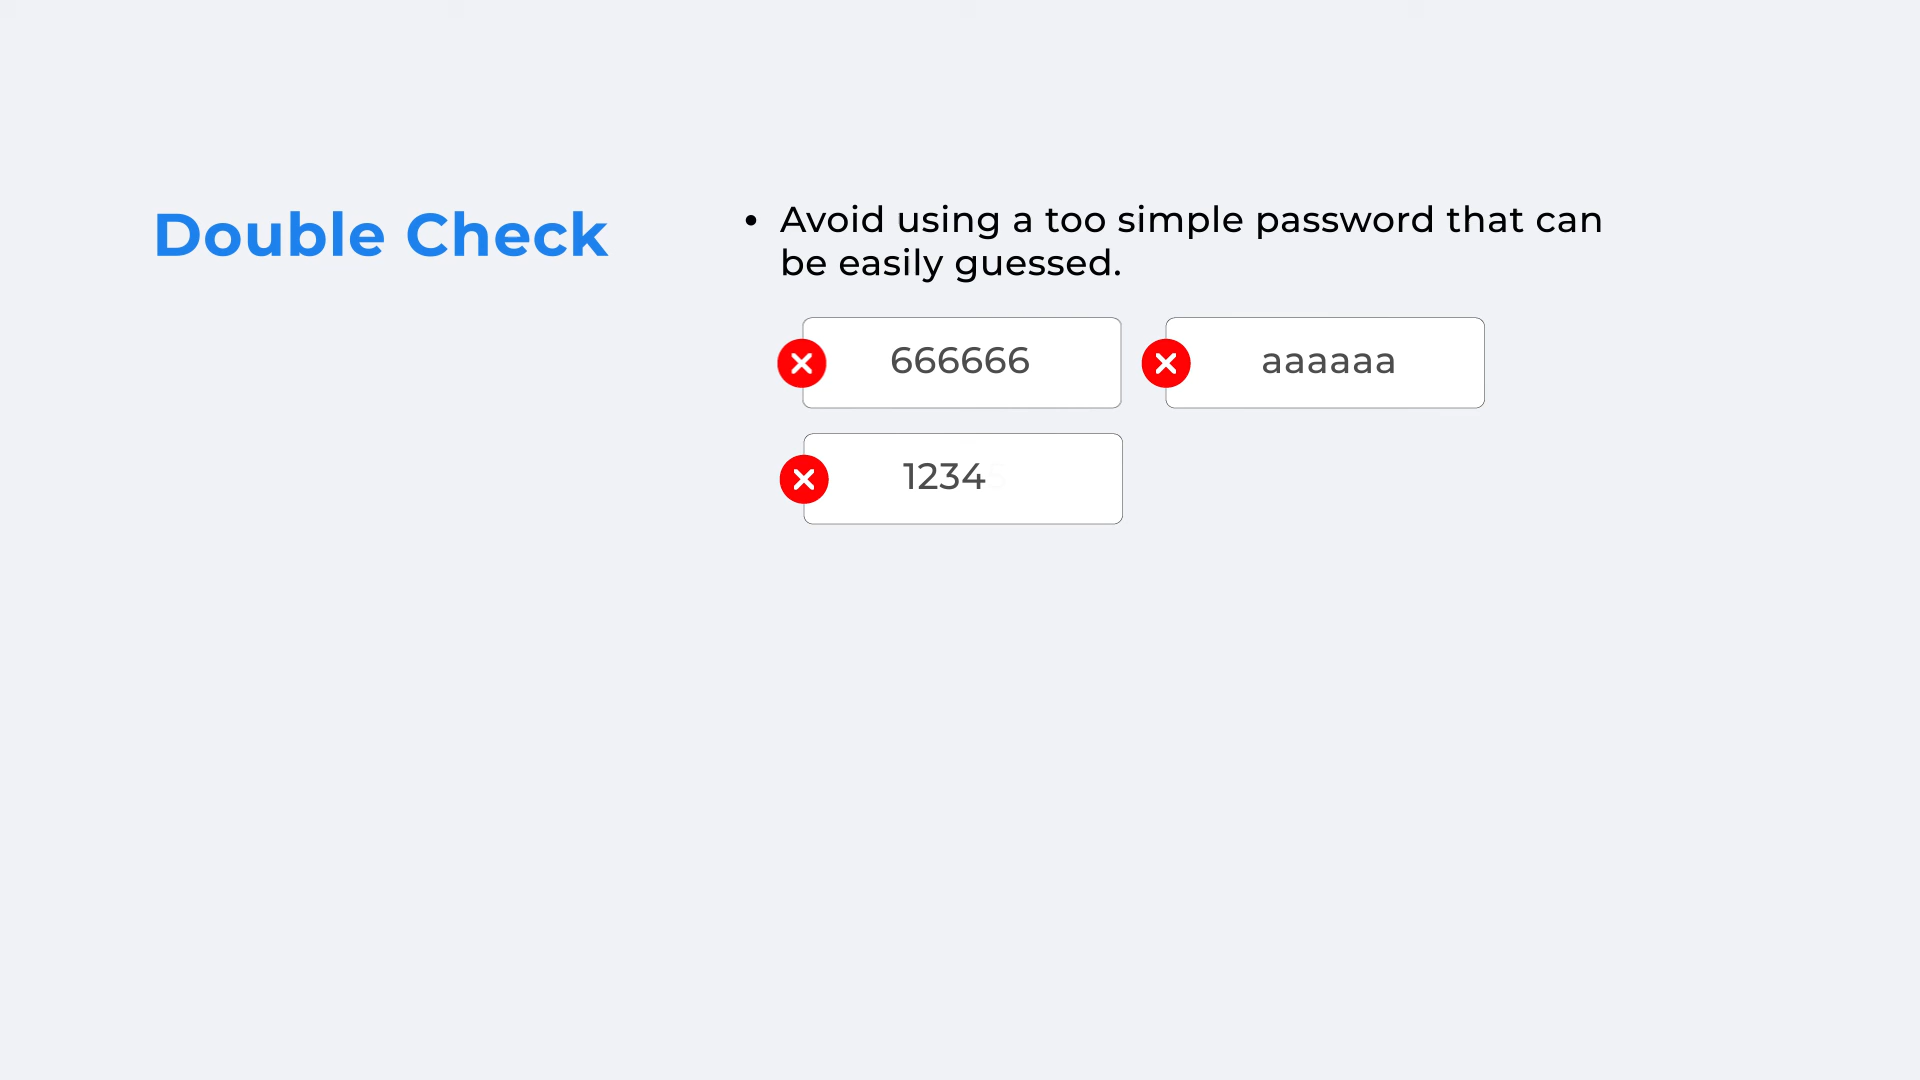 Double Check
• Avoid using a too simple password that can
be easily guessed.
666666
aaaaaa
1234